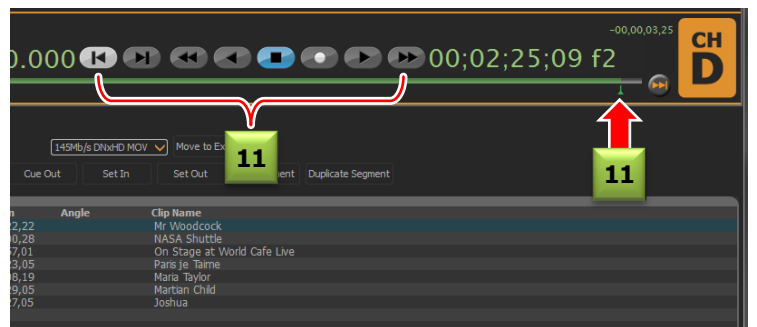 -00,00,03,25
0.000
00;02;25;09 f2
CH
D
145Mb/s DNxHD MOV
Move to Ex
11
11
Cue Out
Set In
Set Out
ent
Duplicate Segment
n
Angle
Clip Name
22,22
Mr Woodcock
00,28
NASA Shuttle
57,01
On Stage at World Cafe Live
23,05
Paris je Taime
08,19
Maria Taylor
29,05
Martian Child
27,05
Joshua